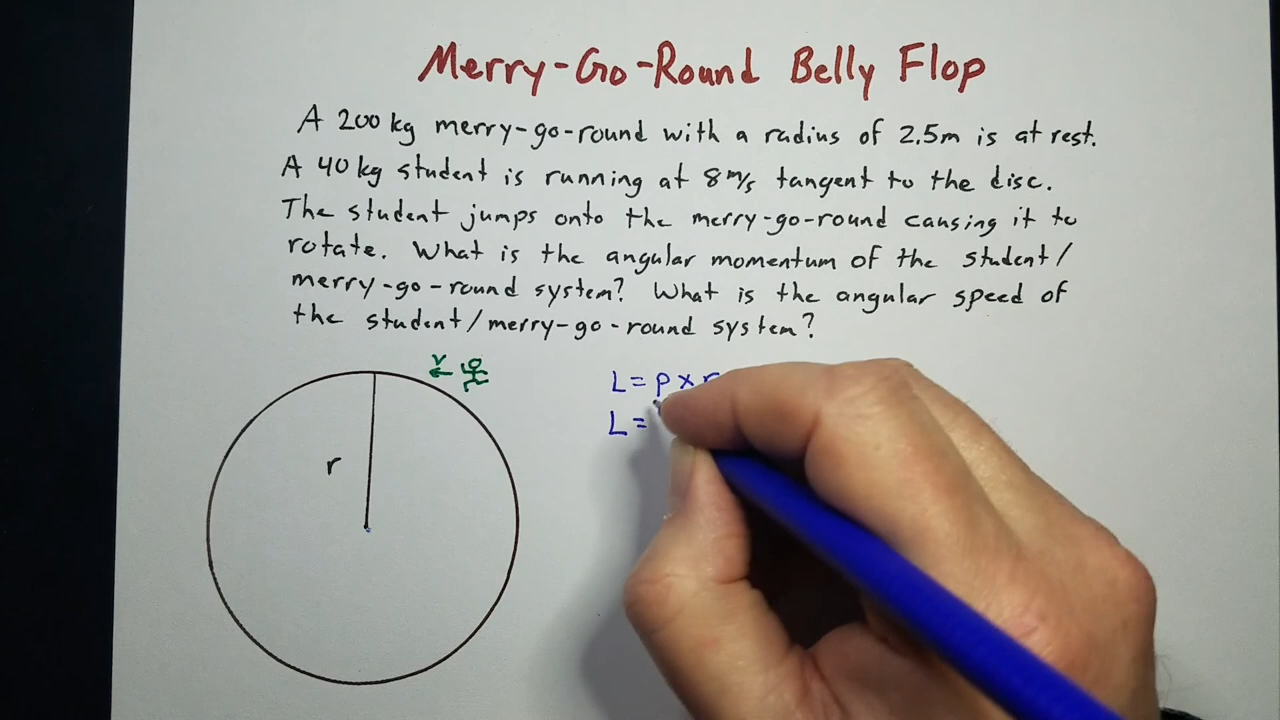 Merry-Go-Round Belly Flop
A 200 kg merry-go-round with a radius of 2.5m is at rest.
A 40 kg student is running at 8 m/s tangent to the disc.
The student jumps onto the merry-go-round causing it to
rotate. What is the angular momentum of the student/
merry-go-round system? What is the angular speed of
the student/merry-go-round system?
v
r
L = p × r
L =